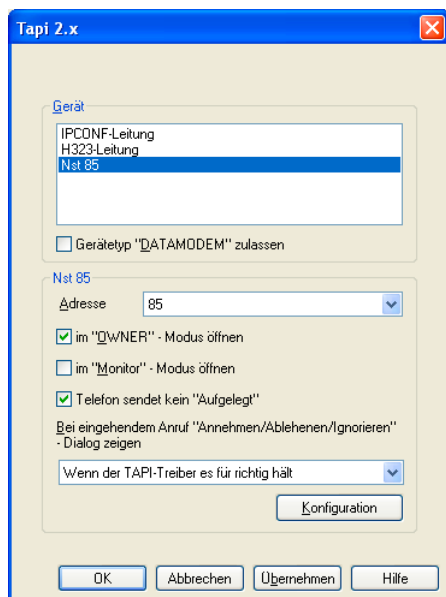 Tapi 2.x
Gerät
IPCONF-Leitung
H323-Leitung
Nst 85
Gerätetyp "DATAMODEM" zulassen
Nst 85
Adresse 85
im "OWNER" - Modus öffnen
im "Monitor" - Modus öffnen
Telefon sendet kein "Aufgelegt"
Bei eingehendem Anruf "Annehmen/Ablehenen/Ignorieren"
- Dialog zeigen
Wenn der TAPI-Treiber es für richtig hält
Konfiguration
OK Abbrechen Übernehmen Hilfe